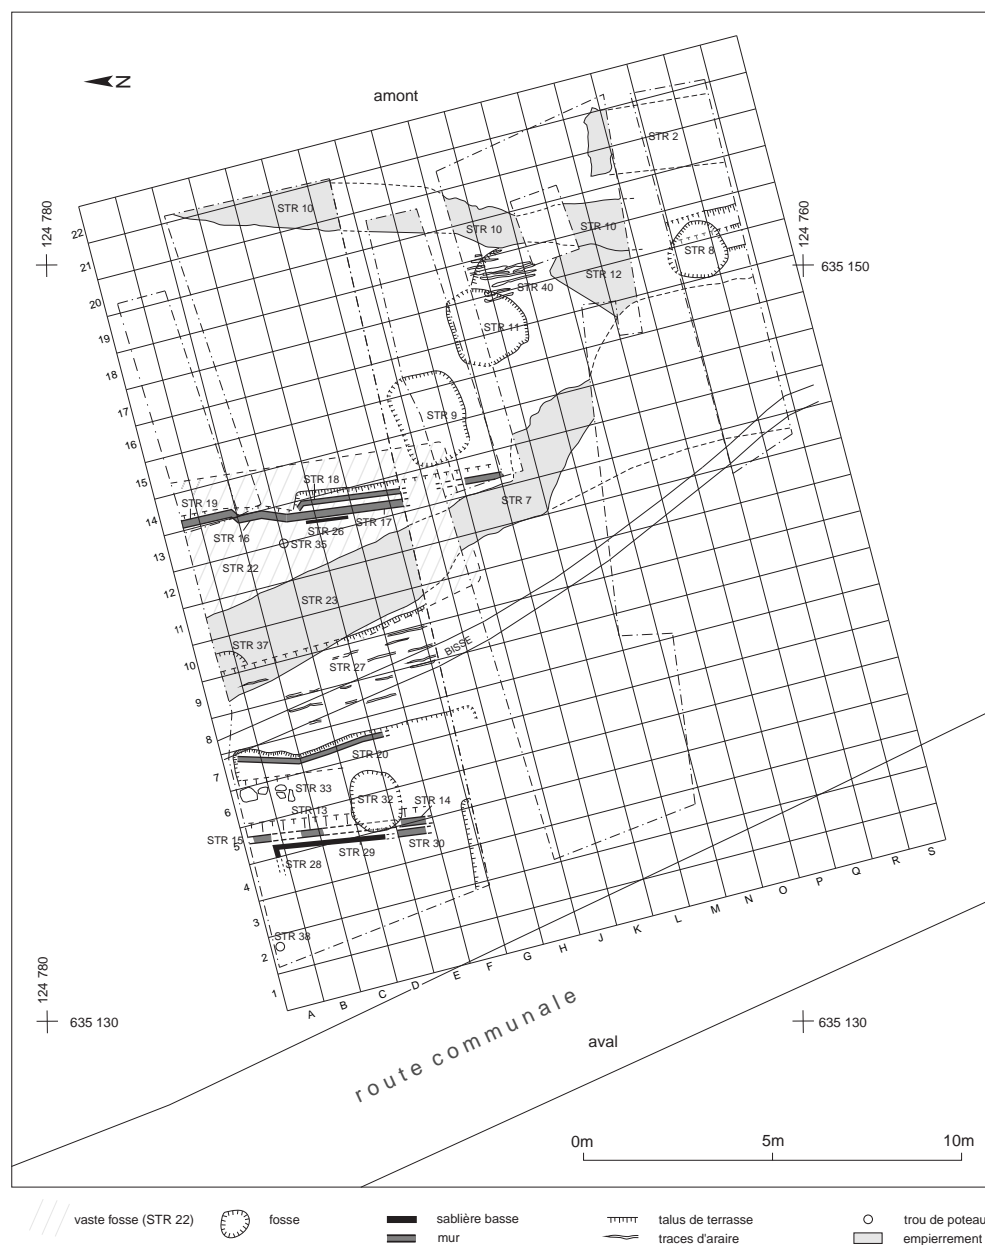 N
amont
STR 2
124 780
124 760
STR 10
STR 10
STR 10
22
STR 8
21
635 150
STR 12
STR 40
20
STR 11
19
18
17
STR 9
16
15
STR 18
STR 19
STR 7
14
STR 17
STR 26
STR 16
STR 35
13
STR 22
12
STR 23
11
STR 37
10
BISSE
STR 27
9
8
STR 20
7
STR 33
STR 32
STR 14
6
STR 13
STR 15
STR 30
5
STR 29
STR 28
4
3
STR 38
2
1
A B C D E F G H J K L M N O P Q R S
124 780
635 130
635 130
route communale
aval
0m 5m 10m
vaste fosse (STR 22)
fosse
sablière basse
mur
talus de terrasse
traces d'araire
trou de poteau
empierrement